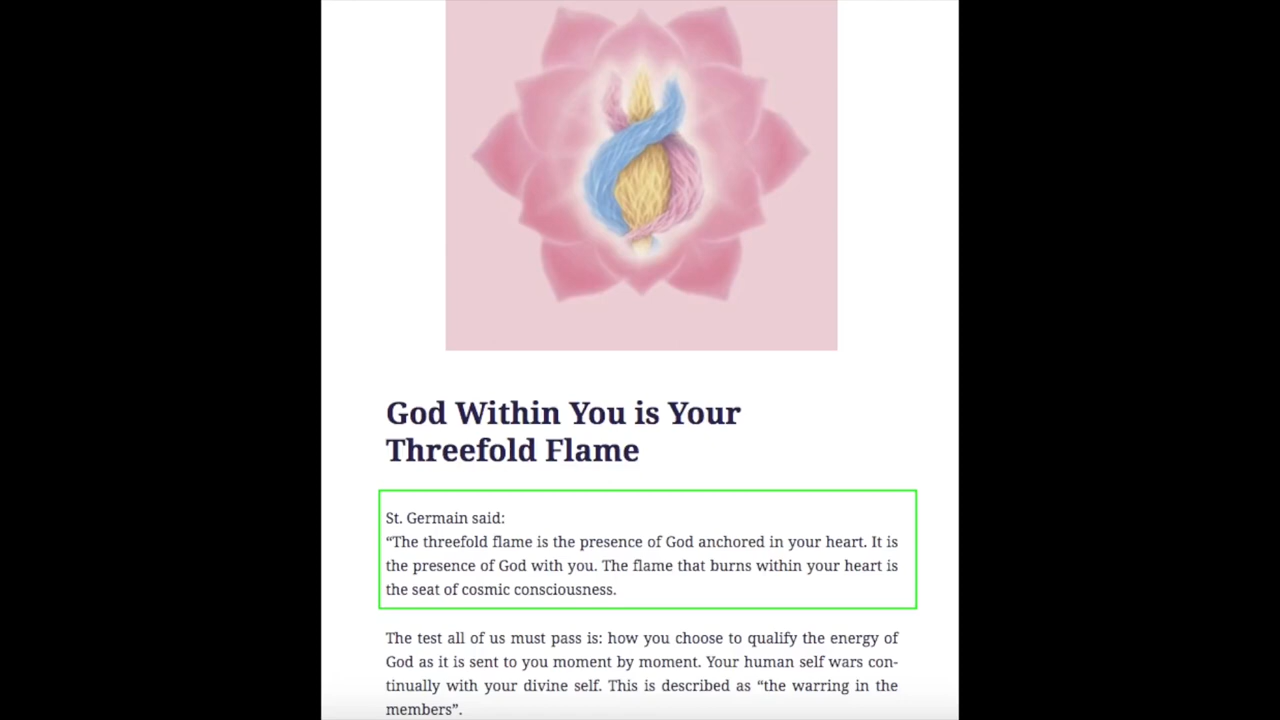 God Within You is Your
Threefold Flame
St. Germain said:
“The threefold flame is the presence of God anchored in your heart. It is
the presence of God with you. The flame that burns within your heart is
the seat of cosmic consciousness.
The test all of us must pass is: how you choose to qualify the energy of
God as it is sent to you moment by moment. Your human self wars con-
tinually with your divine self. This is described as “the warring in the
members”.